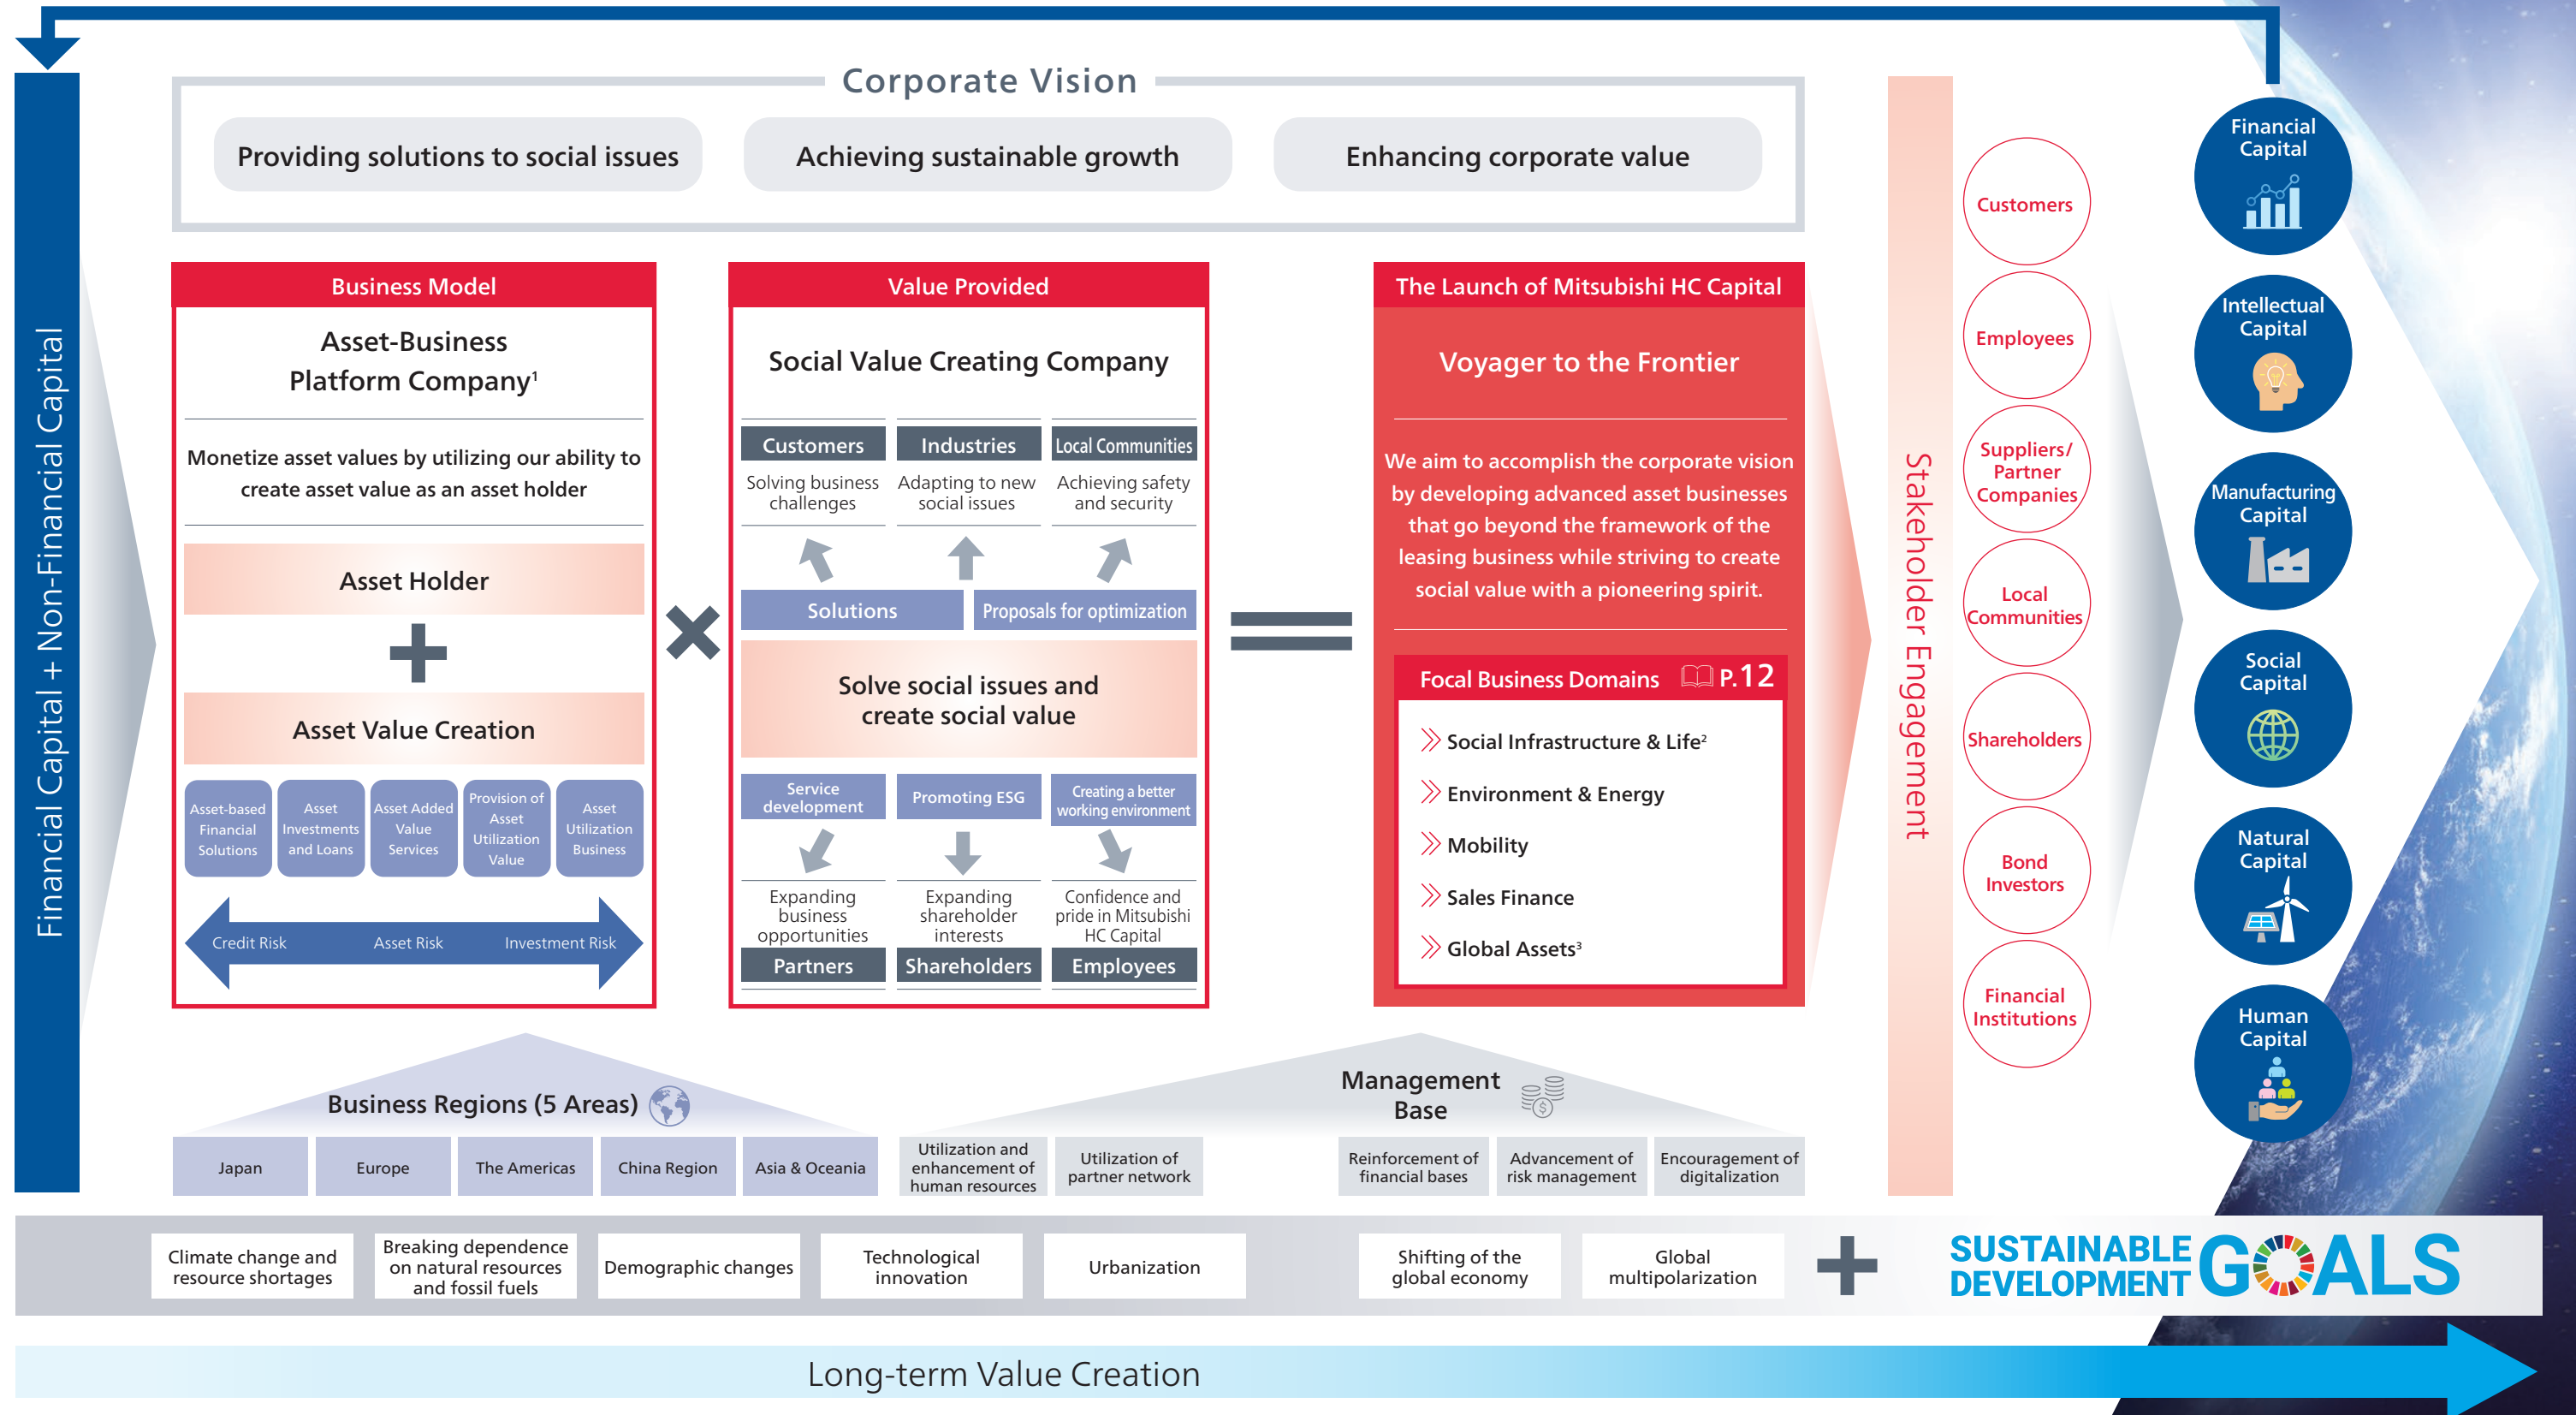 Corporate Vision
Providing solutions to social issues
Achieving sustainable growth
Enhancing corporate value
Financial Capital + Non-Financial Capital
Business Model
Asset-Business
Platform Company¹
Monetize asset values by utilizing our ability to
create asset value as an asset holder
Asset Holder
+
Asset Value Creation
Asset-based
Financial
Solutions
Asset
Investments
and Loans
Asset Added
Value
Services
Provision of
Asset
Utilization
Value
Asset
Utilization
Business
Credit Risk
Asset Risk
Investment Risk
×
Value Provided
Social Value Creating Company
Customers
Solving business
challenges
Industries
Adapting to new
social issues
Local Communities
Achieving safety
and security
Solutions
Proposals for optimization
Solve social issues and
create social value
Service
development
Promoting ESG
Creating a better
working environment
Expanding
business
opportunities
Partners
Expanding
shareholder
interests
Shareholders
Confidence and
pride in Mitsubishi
HC Capital
Employees
=
The Launch of Mitsubishi HC Capital
Voyager to the Frontier
We aim to accomplish the corporate vision
by developing advanced asset businesses
that go beyond the framework of the
leasing business while striving to create
social value with a pioneering spirit.
Focal Business Domains P.12
Social Infrastructure & Life²
Environment & Energy
Mobility
Sales Finance
Global Assets³
Stakeholder Engagement
Customers
Employees
Suppliers/
Partner
Companies
Local
Communities
Shareholders
Bond
Investors
Financial
Institutions
Financial
Capital
Intellectual
Capital
Manufacturing
Capital
Social
Capital
Natural
Capital
Human
Capital
Business Regions (5 Areas)
Japan
Europe
The Americas
China Region
Asia & Oceania
Management
Base
Utilization and
enhancement of
human resources
Utilization of
partner network
Reinforcement of
financial bases
Advancement of
risk management
Encouragement of
digitalization
Climate change and
resource shortages
Breaking dependence
on natural resources
and fossil fuels
Demographic changes
Technological
innovation
Urbanization
Shifting of the
global economy
Global
multipolarization
+
SUSTAINABLE
DEVELOPMENT
GOALS
Long-term Value Creation